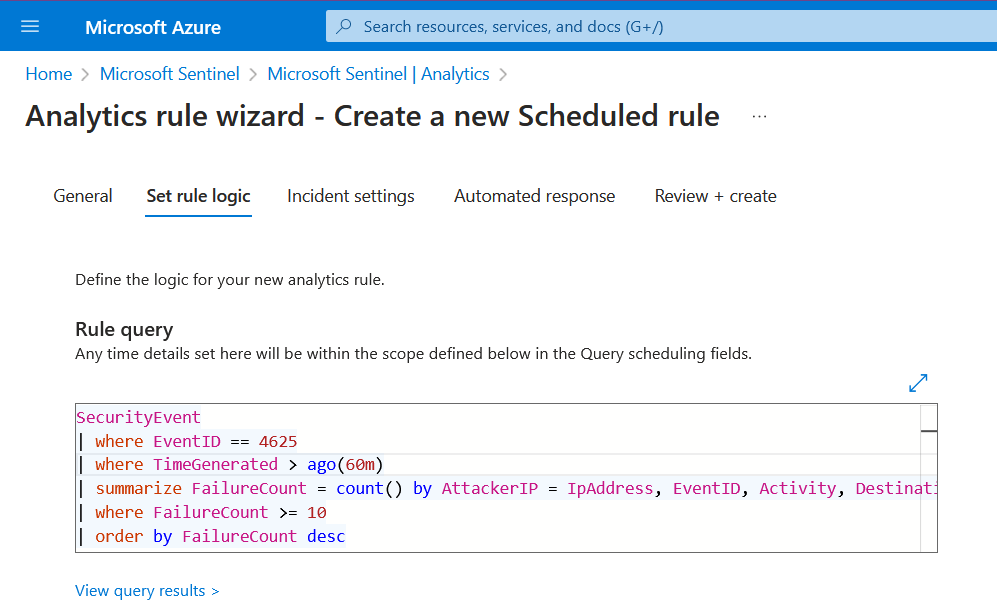 Microsoft Azure
Search resources, services, and docs (G+/)
Home > Microsoft Sentinel > Microsoft Sentinel | Analytics >
Analytics rule wizard - Create a new Scheduled rule ...
General Set rule logic Incident settings Automated response Review + create
Define the logic for your new analytics rule.
Rule query
Any time details set here will be within the scope defined below in the Query scheduling fields.
SecurityEvent
| where EventID == 4625
| where TimeGenerated > ago(60m)
| summarize FailureCount = count() by AttackerIP = IpAddress, EventID, Activity, Destinati
| where FailureCount >= 10
| order by FailureCount desc
View query results >